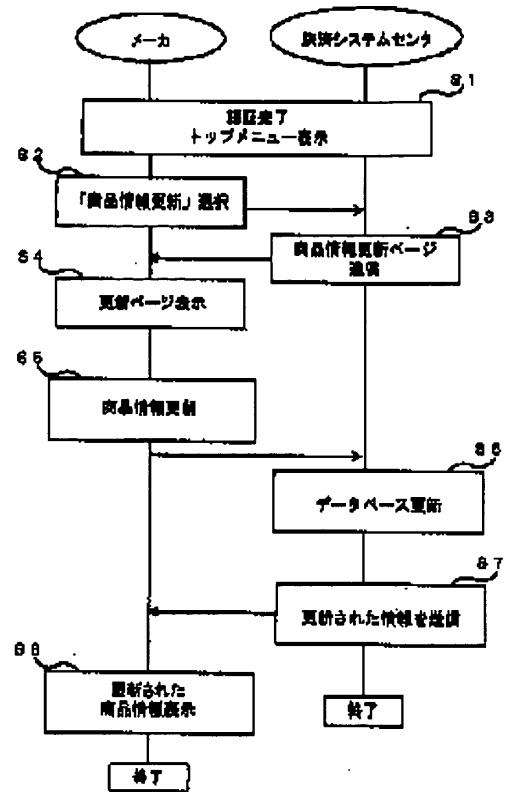 メーカ
決済システムセンタ
S1
認証完了
トップメニュー表示
S2
「商品情報更新」選択
S3
商品情報更新ページ
送信
S4
更新ページ表示
S5
商品情報更新
S6
データベース更新
S7
更新された情報を送信
S8
更新された
商品情報表示
終了
終了